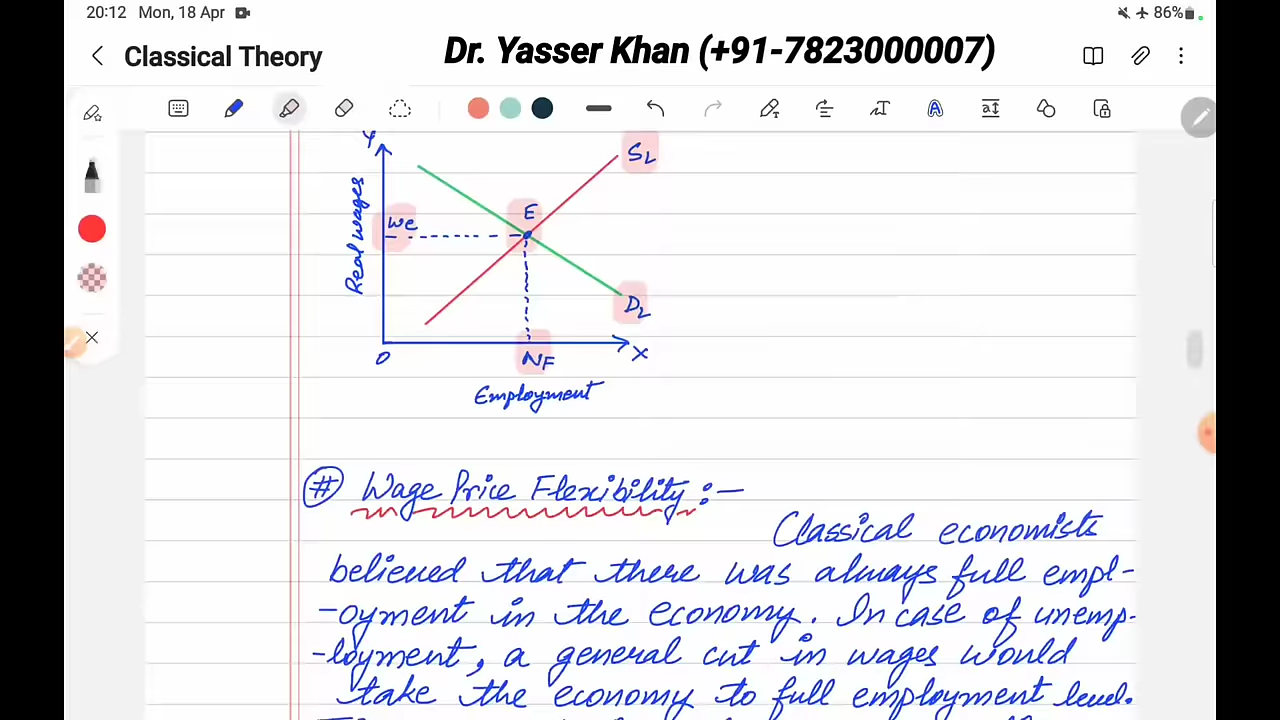 20:12 Mon, 18 Apr
86%
Classical Theory
Dr. Yasser Khan (+91-7823000007)
Y
SL
Real wages
we
E
DL
O
NF
X
Employment
# Wage Price Flexibility :-
Classical economists
believed that there was always full empl-
-oyment in the economy. In case of unemp-
-loyment, a general cut in wages would
take the economy to full employment level.